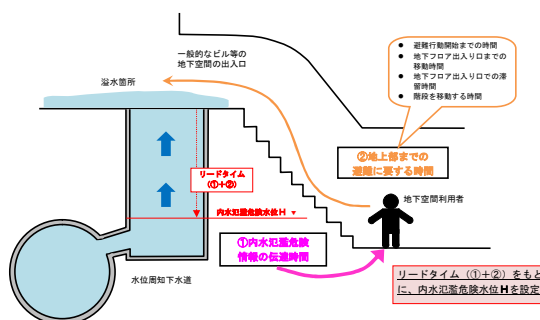 一般的なビル等の
地下空間の出入口
溢水箇所
● 避難行動開始までの時間
● 地下フロア出入り口までの
移動時間
● 地下フロア出入り口での滞
留時間
● 階段を移動する時間
②地上部までの
避難に要する時間
リードタイム
（①＋②）
地下空間利用者
内水氾濫危険水位H
①内水氾濫危険
情報の伝達時間
水位周知下水道
リードタイム（①＋②）をもと
に、内水氾濫危険水位Hを設定